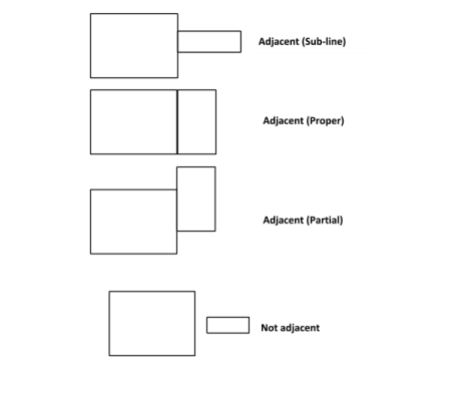 Adjacent (Sub-line)
Adjacent (Proper)
Adjacent (Partial)
Not adjacent